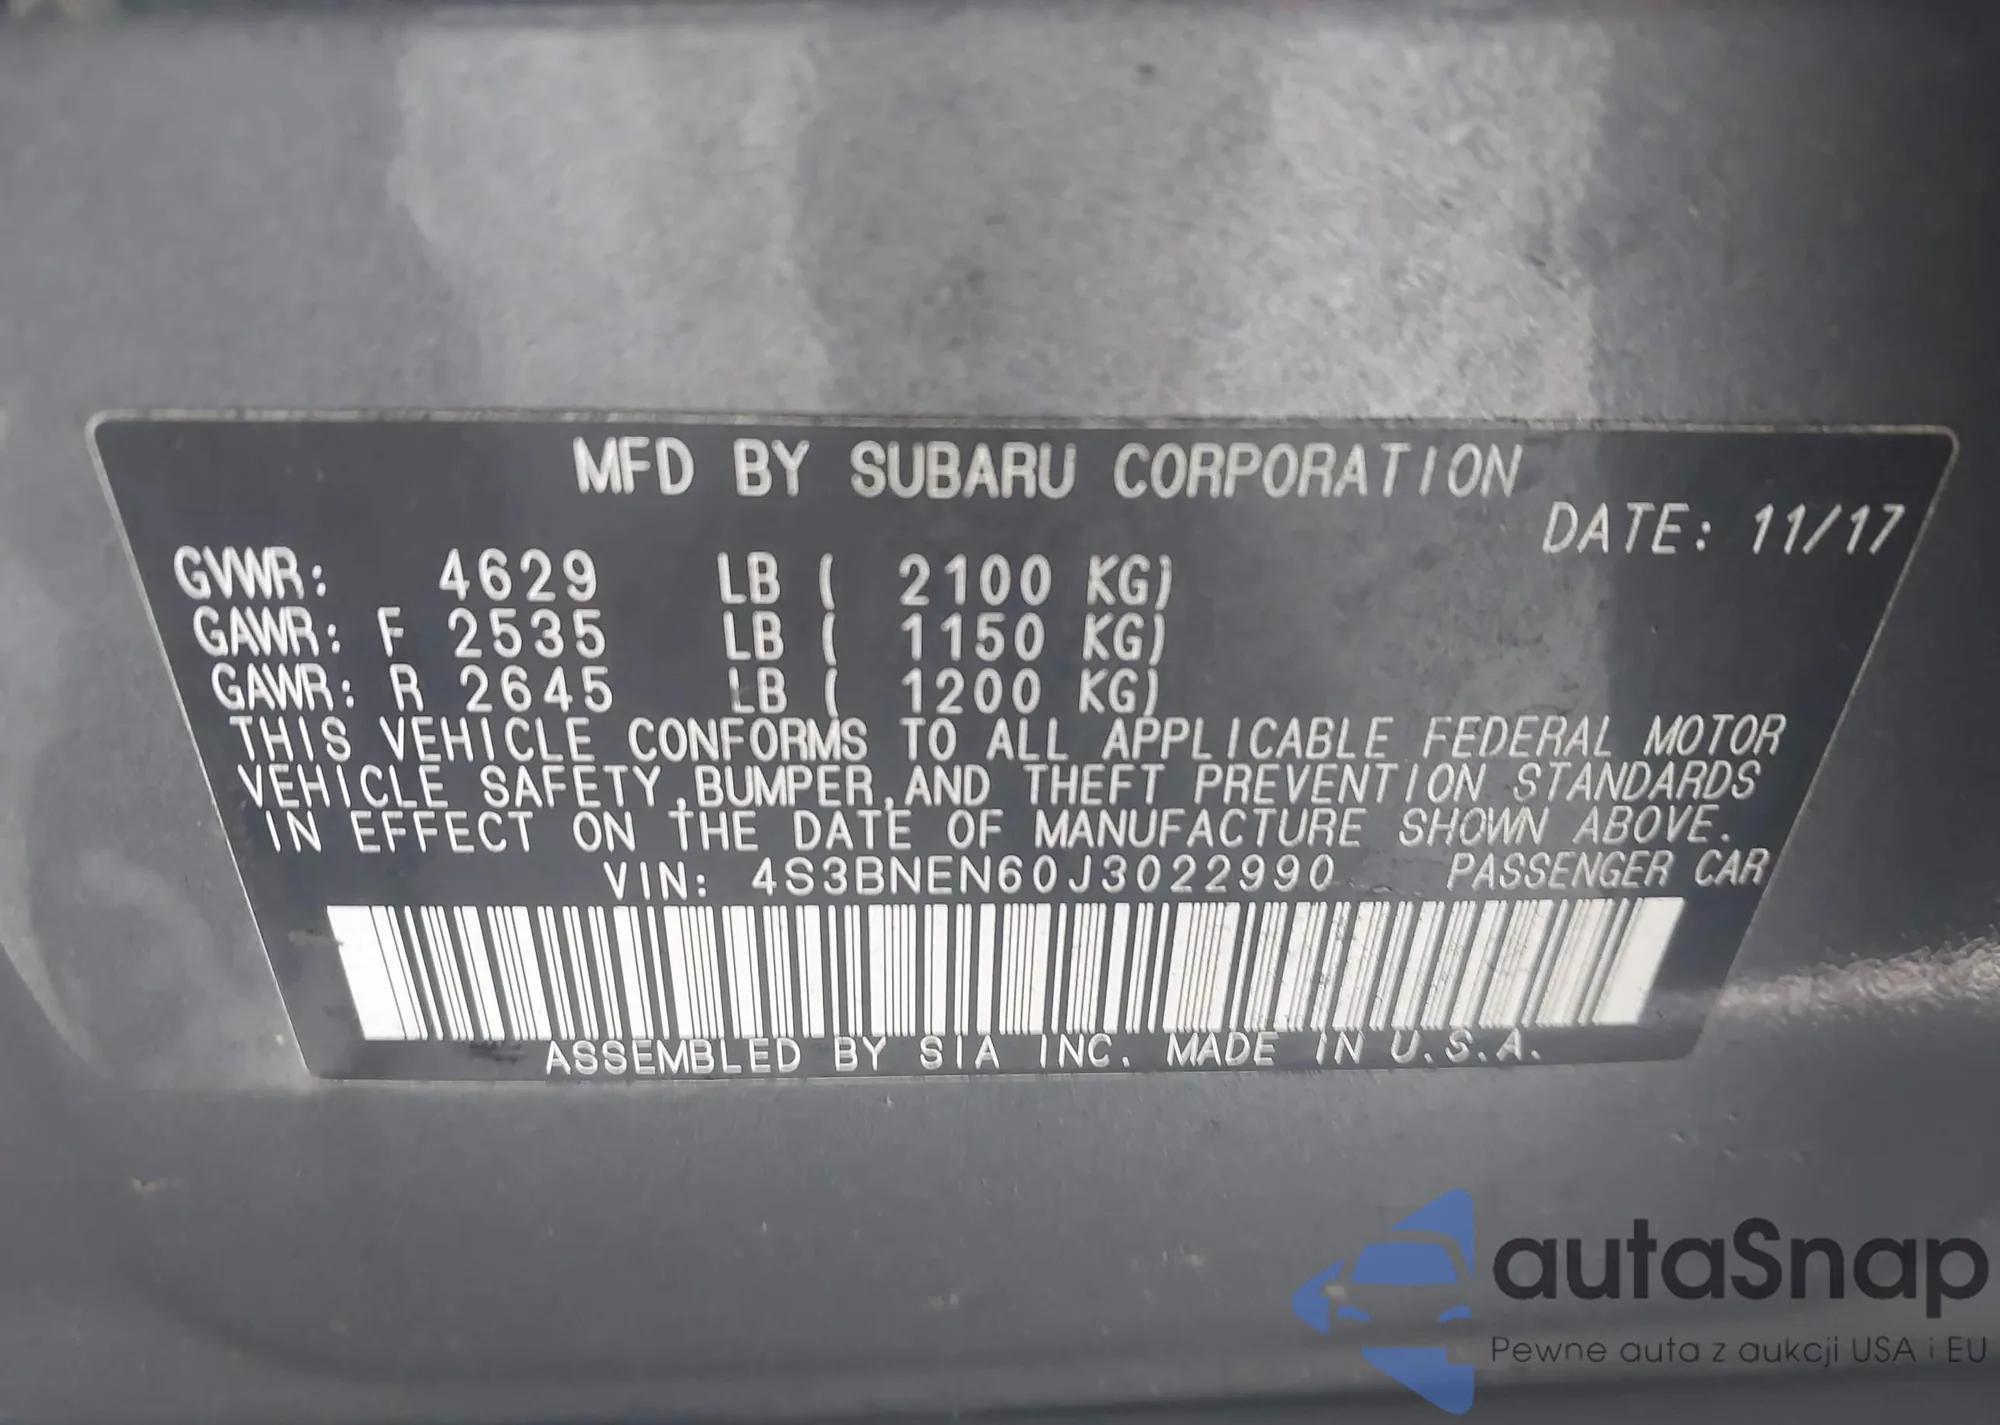 MFD BY SUBARU CORPORATION
DATE: 11/17
GVWR: 4629 LB ( 2100 KG)
GAWR: F 2535 LB ( 1150 KG)
GAWR: R 2645 LB ( 1200 KG)
THIS VEHICLE CONFORMS TO ALL APPLICABLE FEDERAL MOTOR
VEHICLE SAFETY,BUMPER,AND THEFT PREVENTION STANDARDS
IN EFFECT ON THE DATE OF MANUFACTURE SHOWN ABOVE.
VIN: 4S3BNEN60J3022990 PASSENGER CAR
ASSEMBLED BY SIA INC. MADE IN U.S.A.
autaSnap
Pewne auta z aukcji USA i EU